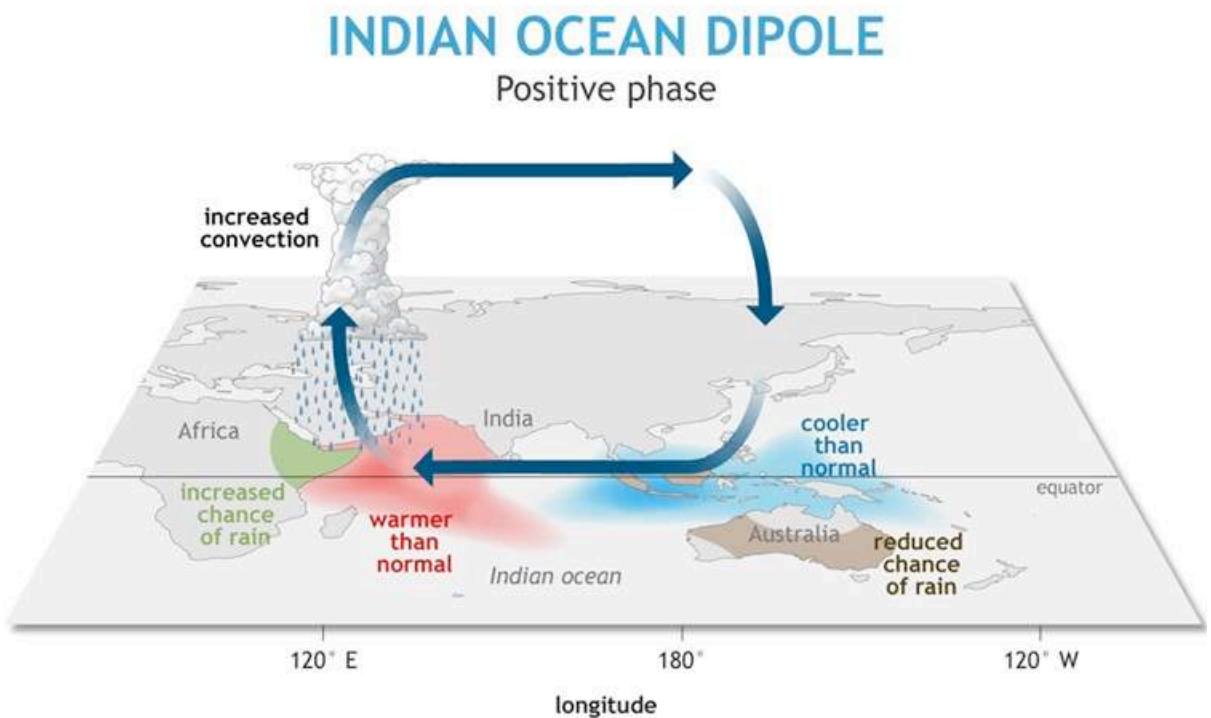 INDIAN OCEAN DIPOLE
Positive phase
increased
convection
Africa
India
cooler
than
normal
equator
increased
chance
of rain
warmer
than
normal
Indian ocean
Australia
reduced
chance
of rain
120° E
180°
120° W
longitude